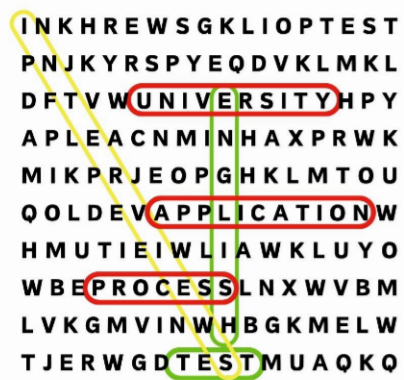 INKHREWSGKLIOPTEST
PNJKYRSPYEQDVKLMKL
DFTVWUNIVERSITYHPY
APLEACNMINHAXPRWK
MIKPRJEOPGHKLMTOU
QOLDEVAPPLICATIONW
HMUTIEIWLIAWKLUYO
WBEPROCESSLNXWVBM
LVKGMVINWHBGKMELW
TJERWGDTESTMUAQKQ